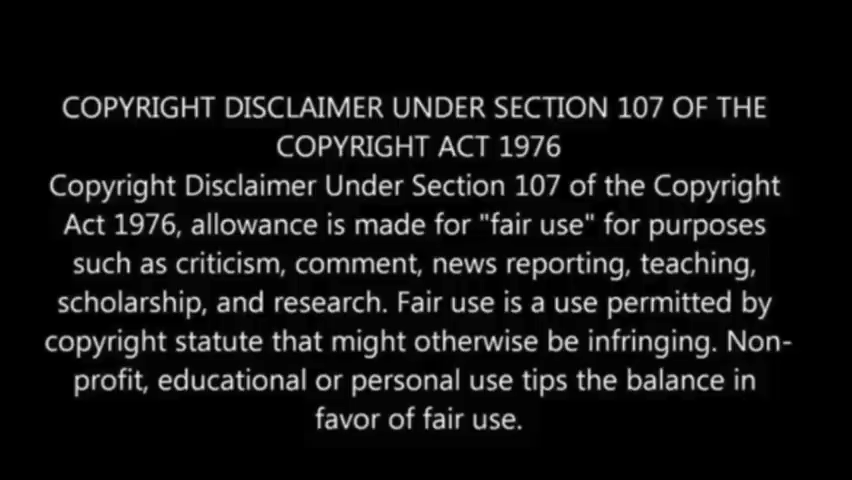 COPYRIGHT DISCLAIMER UNDER SECTION 107 OF THE
COPYRIGHT ACT 1976
Copyright Disclaimer Under Section 107 of the Copyright
Act 1976, allowance is made for "fair use" for purposes
such as criticism, comment, news reporting, teaching,
scholarship, and research. Fair use is a use permitted by
copyright statute that might otherwise be infringing. Non-
profit, educational or personal use tips the balance in
favor of fair use.